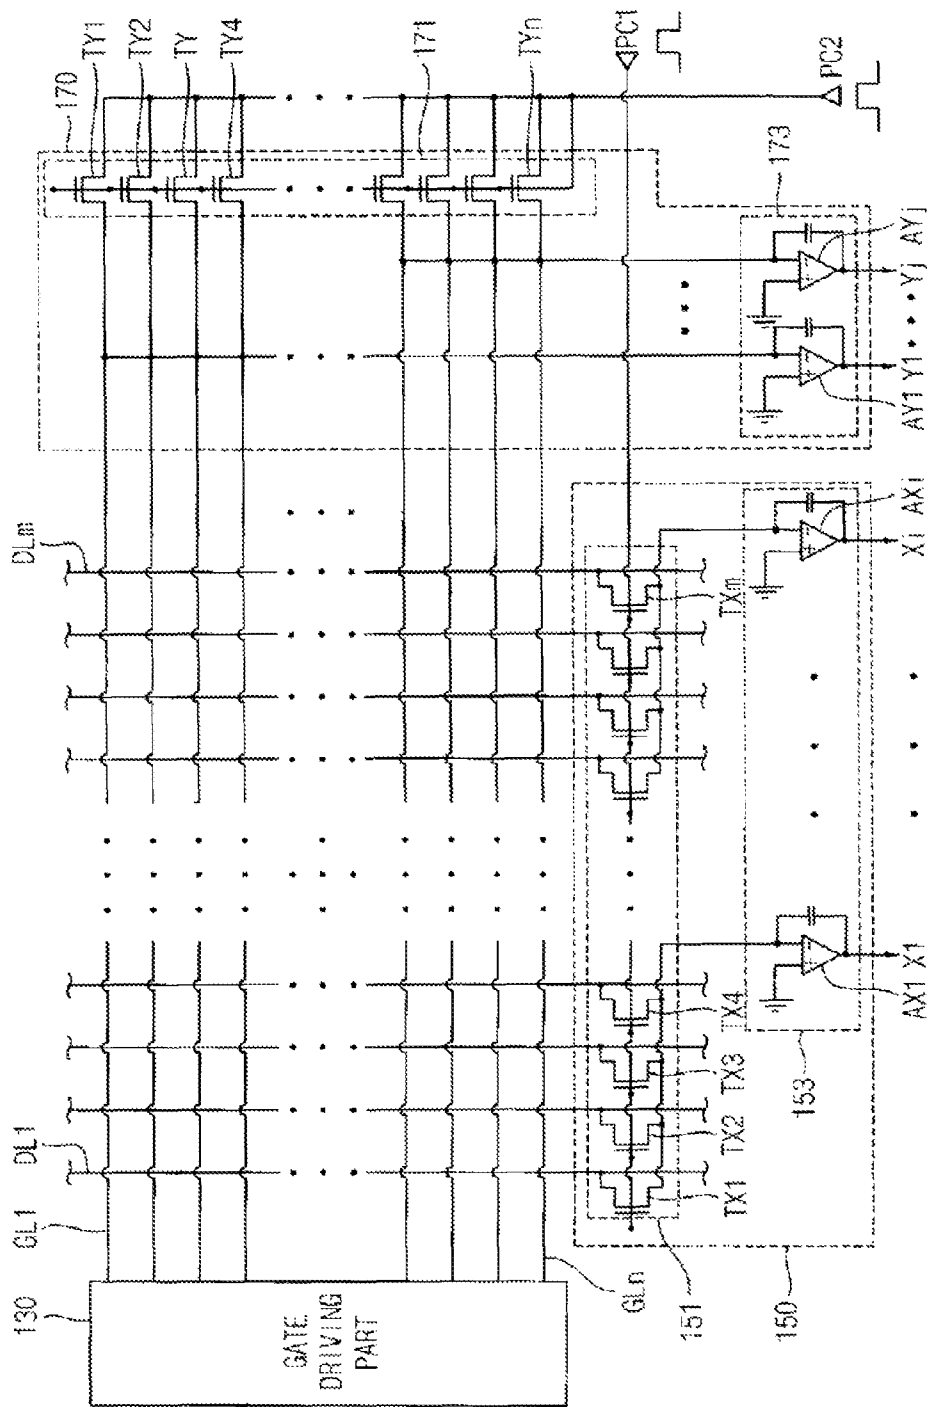 130
GL1
DL1
DLm
170
TY1
TY2
TY
TY4
171
TYn
GATE
DRIVING
PART
GLn
151
150
TX1
TX2
TX3
TX4
TXm
153
PC1
PC2
173
AX1
X1
Xi
AXi
AY1
Y1
Yj
AYj